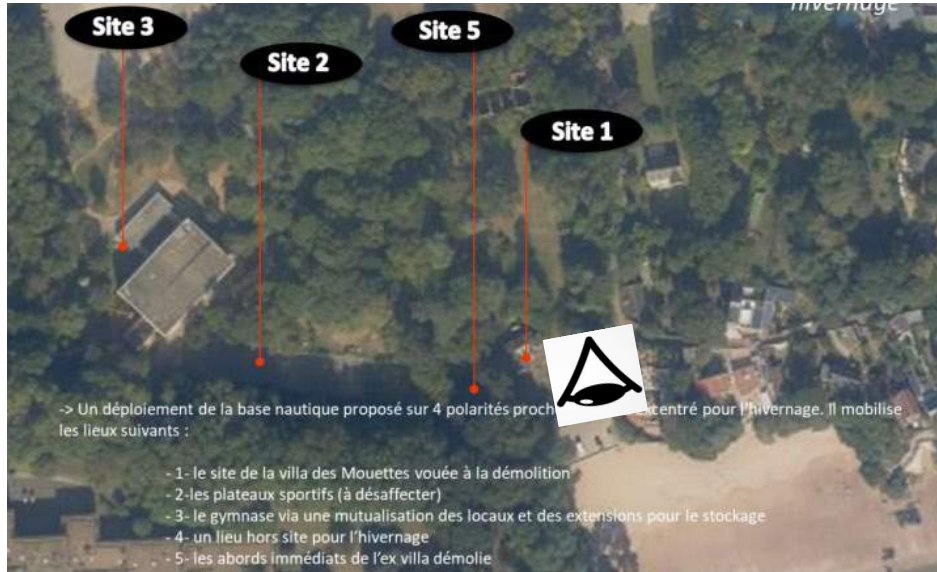 hivernage
Site 3
Site 5
Site 2
Site 1
-> Un déploiement de la base nautique proposé sur 4 polarités excentré pour l'hivernage. Il mobilise
les lieux suivants :
- 1- le site de la villa des Mouettes vouée à la démolition
- 2-les plateaux sportifs (à désaffecter)
- 3- le gymnase via une mutualisation des locaux et des extensions pour le stockage
- 4- un lieu hors site pour l'hivernage
- 5- les abords immédiats de l'ex villa démolie